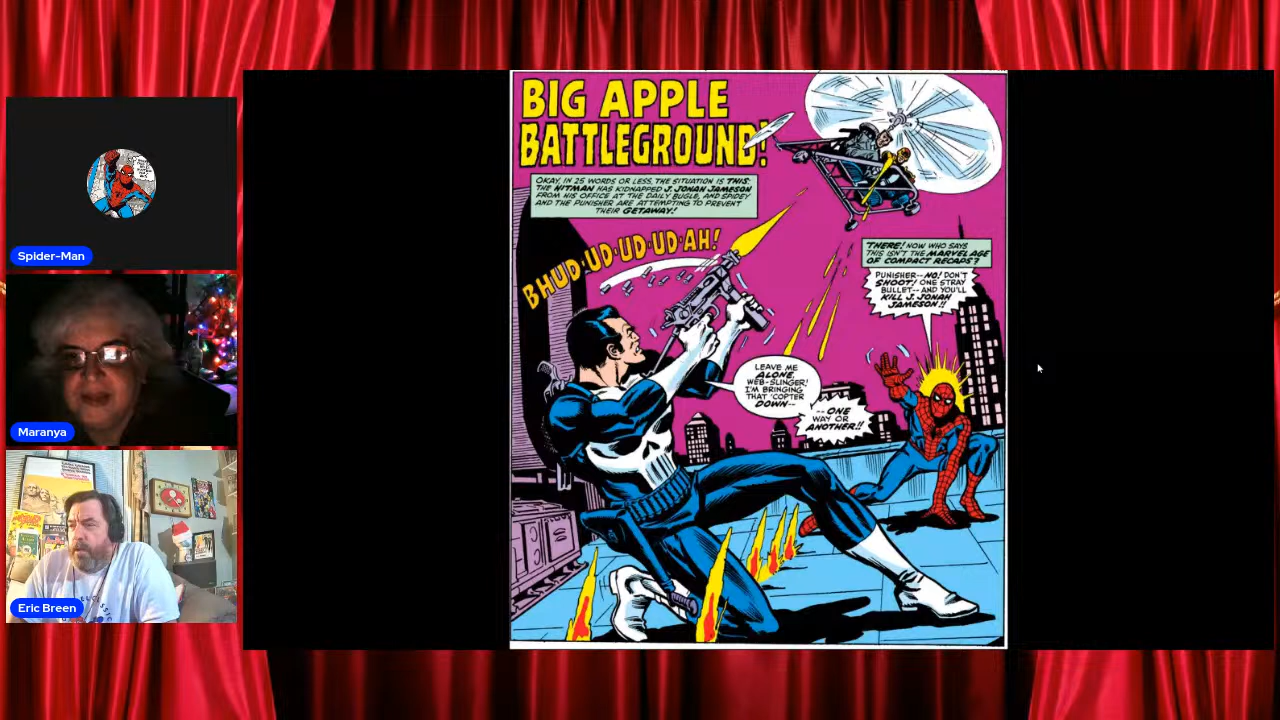 BIG APPLE
BATTLEGROUND!
OKAY, IN 25 WORDS OR LESS, THE SITUATION IS THIS:
THE HITMAN HAS KIDNAPPED J. JONAH JAMESON
FROM HIS OFFICE AT THE DAILY BUGLE, AND SPIDEY
AND THE PUNISHER ARE ATTEMPTING TO PREVENT
THEIR GETAWAY!
BHUD-UD-UD-UD-AH!
THERE! NOW WHO SAYS
THIS ISN'T THE MARVEL AGE
OF COMPACT RECAPS?
PUNISHER--NO! DON'T
SHOOT! ONE STRAY
BULLET--AND YOU'LL
KILL J. JONAH
JAMESON!!
LEAVE ME
ALONE,
WEB-SLINGER!
I'M BRINGING
THAT 'COPTER
DOWN--
--ONE
WAY OR
ANOTHER!!
Spider-Man
Maranya
Eric Breen